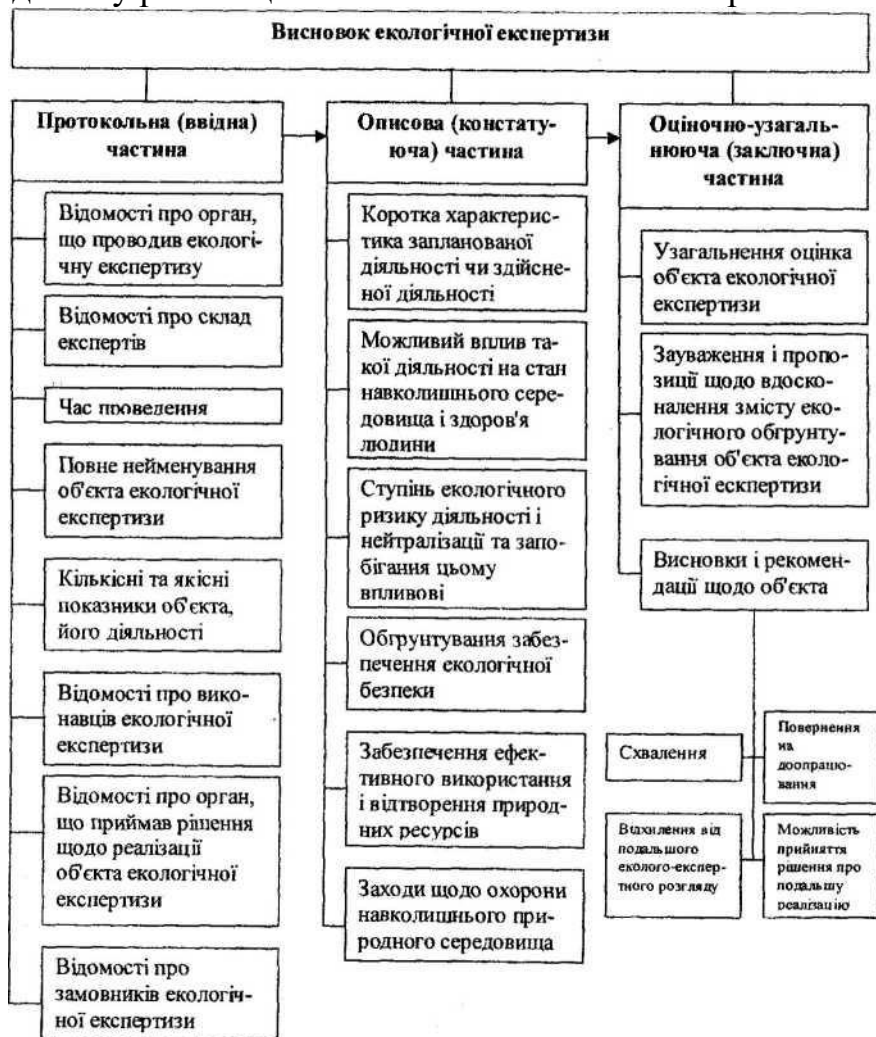 Висновок екологічної експертизи
Протокольна (ввідна)
частина
Відомості про орган,
що проводив екологі-
чну експертизу
Відомості про склад
експертів
Час проведення
Повне нейменування
об'єкта екологічної
експертизи
Кількісні та якісні
показники об'єкта,
його діяльності
Відомості про вико-
навців екологічної
експертизи
Відомості про орган,
що приймав рішення
щодо реалізації
об'єкта екологічної
експертизи
Відомості про
замовників екологіч-
ної експертизи
Описова (констату-
юча) частина
Коротка характерис-
тика запланованої
діяльності чи здійсне-
ної діяльності
Можливий вплив та-
кої діяльності на стан
навколишнього сере-
довища і здоров'я
людини
Ступінь екологічного
ризику діяльності і
нейтралізації та запо-
бігання цьому
впливові
Обгрунтування забез-
печення екологічної
безпеки
Забезпечення ефек-
тивного використання
і відтворення природ-
них ресурсів
Заходи щодо охорони
навколишнього при-
родного середовища
Оціночно-узагаль-
нююча (заключна)
частина
Узагальнення оцінка
об'єкта екологічної
експертизи
Зауваження і пропо-
зиції щодо вдоско-
налення змісту еко-
логічного обгрунту-
вання об'єкта еколо-
гічної ескпертизи
Висновки і рекомен-
дації щодо об'єкта
Схвалення
Повернення
на
доопрацю-
вання
Відхилення від
подальшого
еколого-експер-
тного розгляду
Можливість
прийняття
рішення про
подальшу
реалізацію